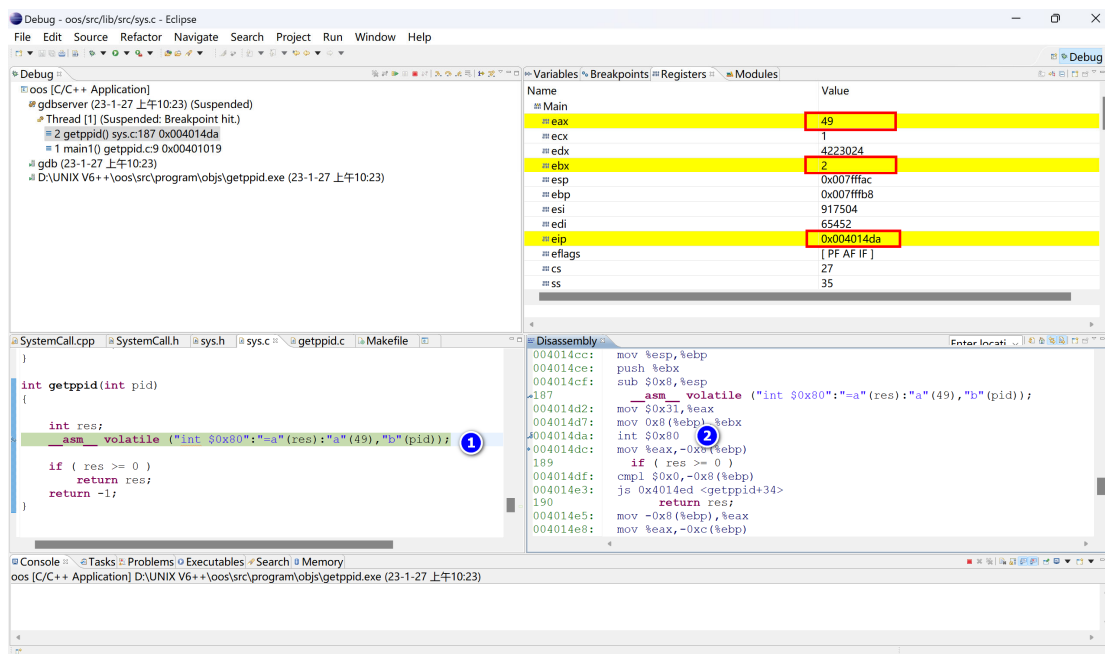 Debug - oos/src/lib/src/sys.c - Eclipse
File Edit Source Refactor Navigate Search Project Run Window Help
Debug
Debug
oos [C/C++ Application]
gdbserver (23-1-27 上午10:23) (Suspended)
Thread [1] (Suspended: Breakpoint hit.)
2 getppid() sys.c:187 0x004014da
1 main1() getppid.c:9 0x00401019
gdb (23-1-27 上午10:23)
D:\UNIX V6++\oos\src\program\objs\getppid.exe (23-1-27 上午10:23)
Variables Breakpoints Registers Modules
Name Value
Main
eax 49
ecx 1
edx 4223024
ebx 2
esp 0x007fffac
ebp 0x007fffb8
esi 917504
edi 65452
eip 0x004014da
eflags [ PF AF IF ]
cs 27
ss 35
SystemCall.cpp SystemCall.h sys.h sys.c getppid.c Makefile
}
int getppid(int pid)
{
int res;
__asm__ volatile ("int $0x80":"=a"(res):"a"(49),"b"(pid));
1
if ( res >= 0 )
return res;
return -1;
}
Disassembly
Enter locati
004014cc: mov %esp,%ebp
004014ce: push %ebx
004014cf: sub $0x8,%esp
187 __asm__ volatile ("int $0x80":"=a"(res):"a"(49),"b"(pid));
004014d2: mov $0x31,%eax
004014d7: mov 0x8(%ebp),%ebx
004014da: int $0x80
2
004014dc: mov %eax,-0x8(%ebp)
189 if ( res >= 0 )
004014df: cmpl $0x0,-0x8(%ebp)
004014e3: js 0x4014ed <getppid+34>
190 return res;
004014e5: mov -0x8(%ebp),%eax
004014e8: mov %eax,-0xc(%ebp)
Console Tasks Problems Executables Search Memory
oos [C/C++ Application] D:\UNIX V6++\oos\src\program\objs\getppid.exe (23-1-27 上午10:23)